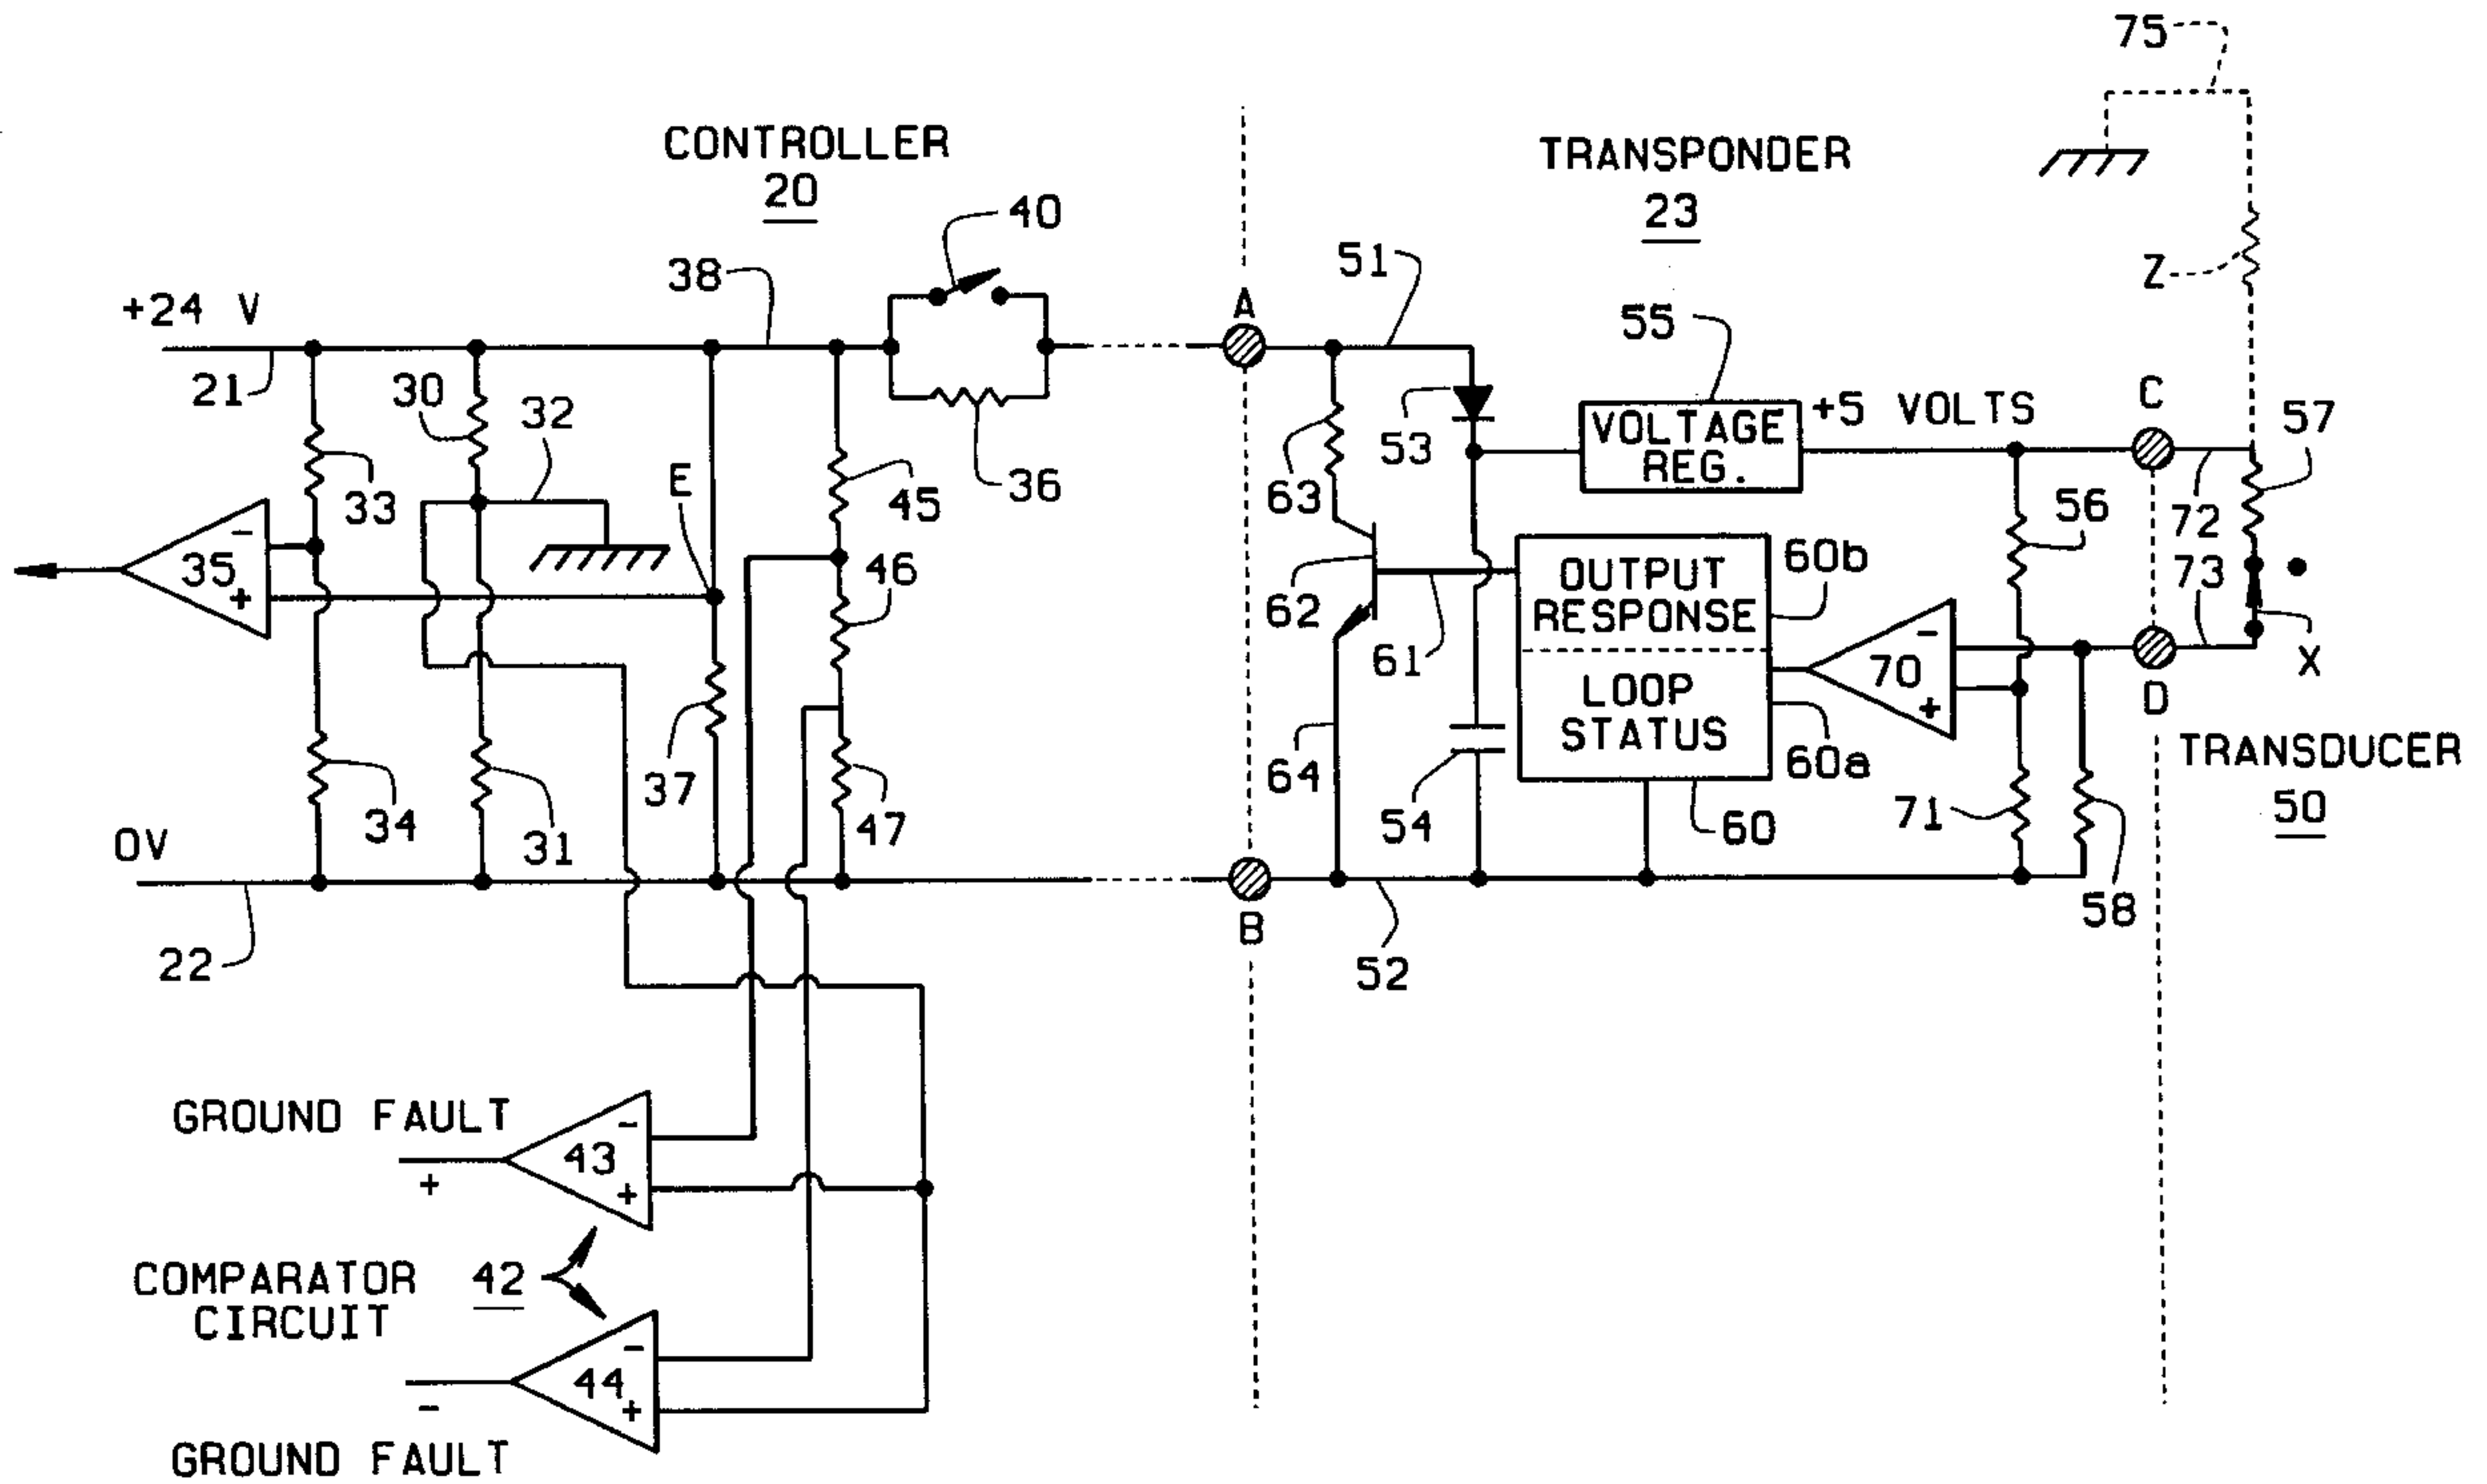 75
CONTROLLER
20
TRANSPONDER
23
40
38
51
A
Z
+24 V
55
21
30
32
53
VOLTAGE
REG.
+5 VOLTS
C
57
33
E
45
36
63
56
72
35
-
+
46
62
61
OUTPUT
RESPONSE
60b
LOOP
STATUS
60a
70
-
+
73
X
D
TRANSDUCER
50
37
64
54
60
71
58
34
31
47
0V
22
B
52
GROUND FAULT
+
43
-
+
COMPARATOR
CIRCUIT
42
44
-
+
-
GROUND FAULT